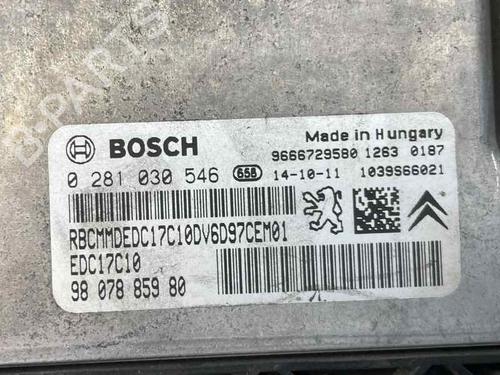 B-PARTS
BOSCH
Made in Hungary
9666729580 1263 0187
0 281 030 546 658 14-10-11 1039S66021
RBCMMDEDC17C10DV6D97CEM01
EDC17C10
98 078 859 80